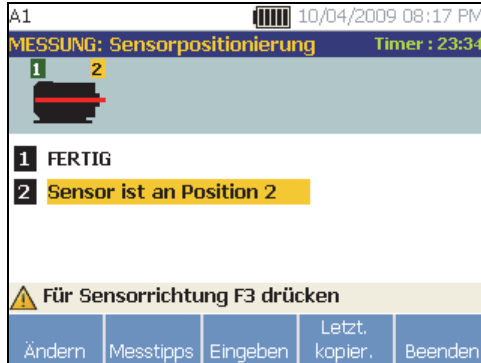 A1 10/04/2009 08:17 PM
MESSUNG: Sensorpositionierung Timer : 23:34
1 2
1 FERTIG
2 Sensor ist an Position 2
Für Sensorrichtung F3 drücken
Ändern Messtipps Eingeben Letzt. kopier. Beenden